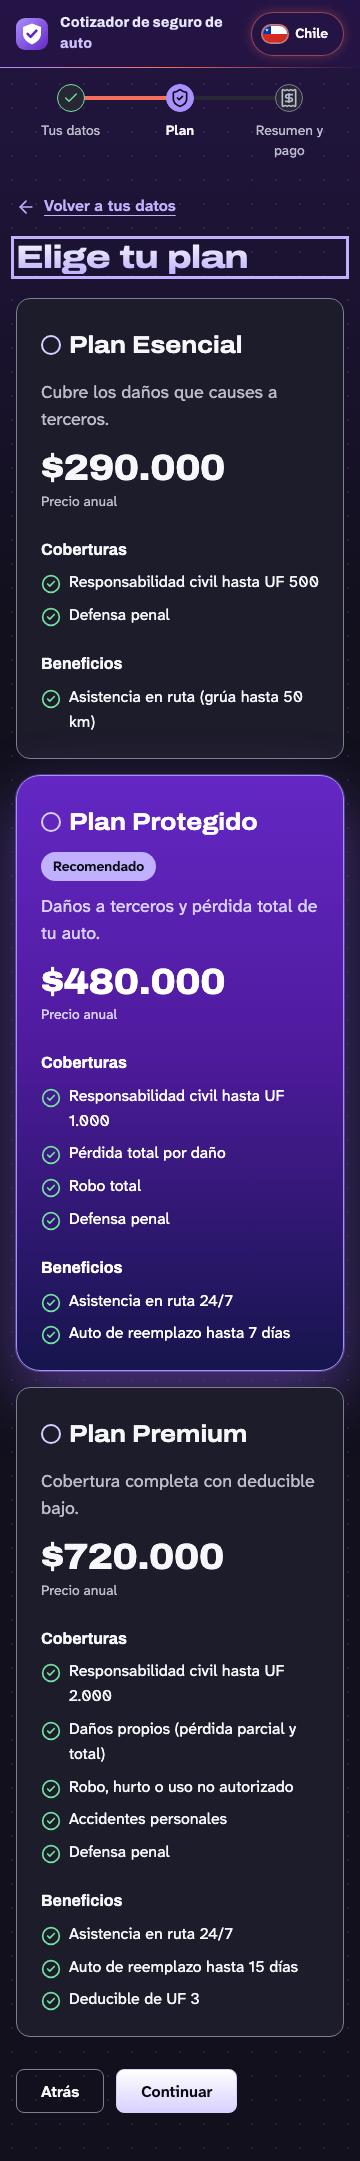 Cotizador de seguro de
auto
Chile
Tus datos
Plan
Resumen y
pago
Volver a tus datos
Elige tu plan
Plan Esencial
Cubre los daños que causes a
terceros.
$290.000
Precio anual
Coberturas
Responsabilidad civil hasta UF 500
Defensa penal
Beneficios
Asistencia en ruta (grúa hasta 50
km)
Plan Protegido
Recomendado
Daños a terceros y pérdida total de
tu auto.
$480.000
Precio anual
Coberturas
Responsabilidad civil hasta UF
1.000
Pérdida total por daño
Robo total
Defensa penal
Beneficios
Asistencia en ruta 24/7
Auto de reemplazo hasta 7 días
Plan Premium
Cobertura completa con deducible
bajo.
$720.000
Precio anual
Coberturas
Responsabilidad civil hasta UF
2.000
Daños propios (pérdida parcial y
total)
Robo, hurto o uso no autorizado
Accidentes personales
Defensa penal
Beneficios
Asistencia en ruta 24/7
Auto de reemplazo hasta 15 días
Deducible de UF 3
Atrás
Continuar